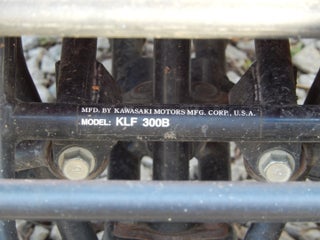 MFD. BY KAWASAKI MOTORS MFG. CORP., U.S.A.
MODEL: KLF 300B